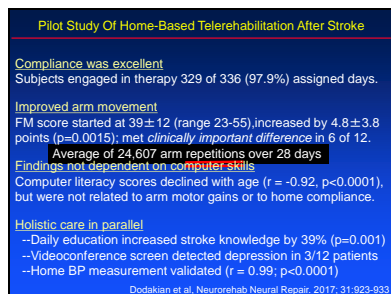 Pilot Study Of Home-Based Telerehabilitation After Stroke
Compliance was excellent
Subjects engaged in therapy 329 of 336 (97.9%) assigned days.
Improved arm movement
FM score started at 39±12 (range 23-55),increased by 4.8±3.8
points (p=0.0015); met clinically important difference in 6 of 12.
Average of 24,607 arm repetitions over 28 days
Findings not dependent on computer skills
Computer literacy scores declined with age (r = -0.92, p<0.0001),
but were not related to arm motor gains or to home compliance.
Holistic care in parallel
--Daily education increased stroke knowledge by 39% (p=0.001)
--Videoconference screen detected depression in 3/12 patients
--Home BP measurement validated (r = 0.99; p<0.0001)
Dodakian et al, Neurorehab Neural Repair. 2017; 31:923-933